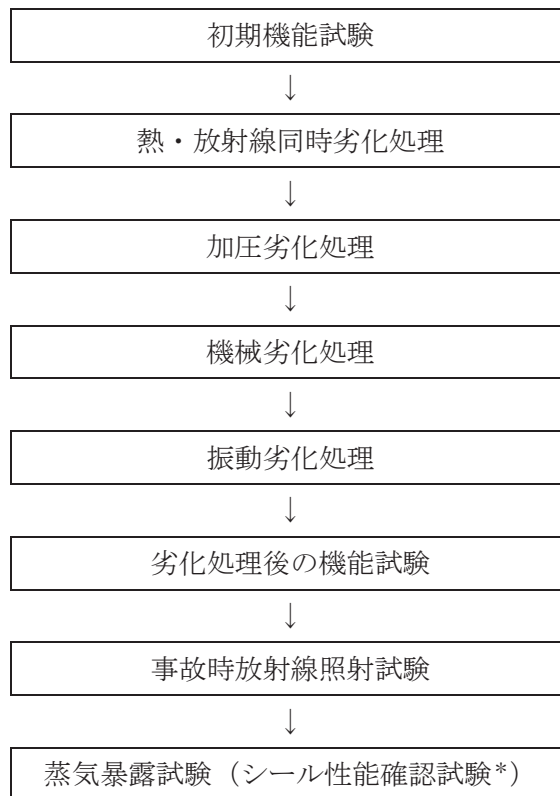 初期機能試験
↓
熱・放射線同時劣化処理
↓
加圧劣化処理
↓
機械劣化処理
↓
振動劣化処理
↓
劣化処理後の機能試験
↓
事故時放射線照射試験
↓
蒸気暴露試験（シール性能確認試験*）